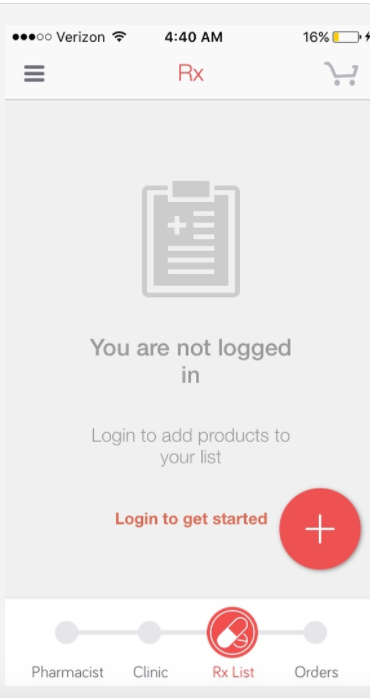 Verizon 4:40 AM 16%
Rx
You are not logged
in
Login to add products to
your list
Login to get started
Pharmacist Clinic Rx List Orders